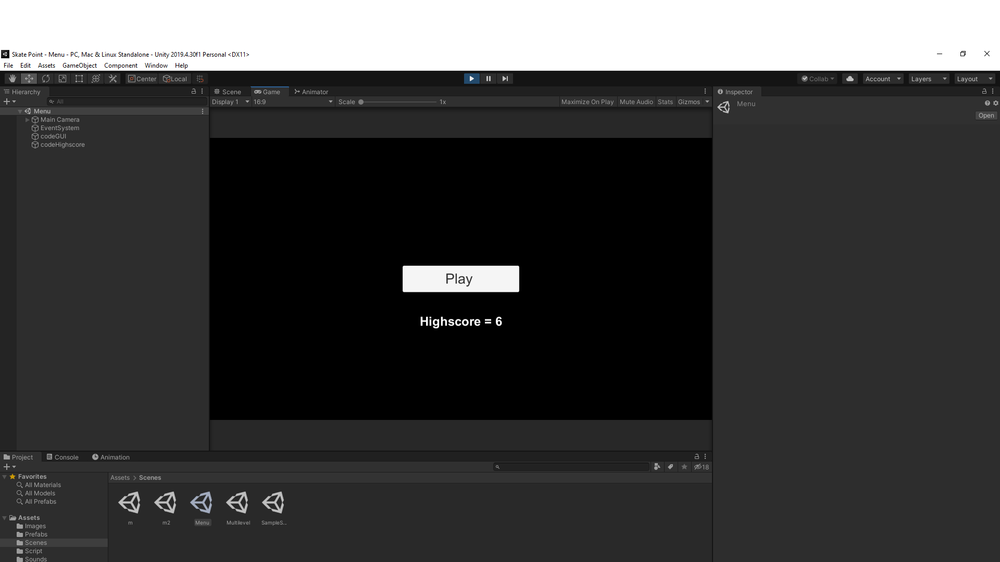 Skate Point - Menu - PC, Mac & Linux Standalone - Unity 2019.4.30f1 Personal <DX11>
File Edit Assets GameObject Component Window Help
Center Local Collab Account Layers Layout
Hierarchy
All
Menu
Main Camera
EventSystem
codeGUI
codeHighscore
Scene Game Animator
Display 1 16:9 Scale 1x Maximize On Play Mute Audio Stats Gizmos
Play
Highscore = 6
Inspector
Menu
Open
Project Console Animation
18
Favorites
All Materials
All Models
All Prefabs
Assets
Images
Prefabs
Scenes
Script
Sounds
Assets > Scenes
m m2 Menu Multilevel SampleS...